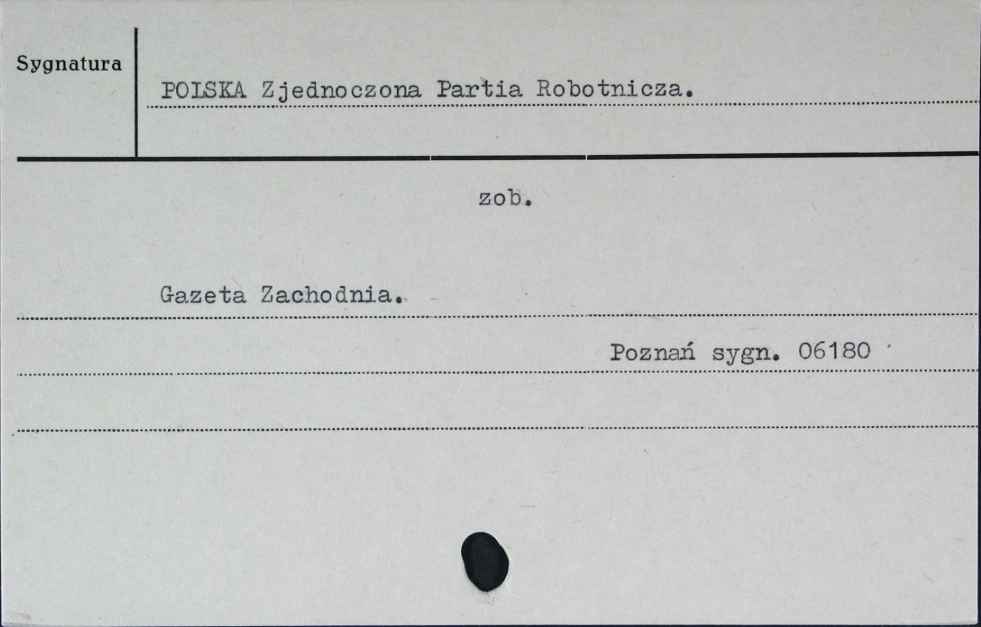 Sygnatura
POLSKA Zjednoczona Partia Robotnicza.
zob.
Gazeta Zachodnia.
Poznań sygn. 06180